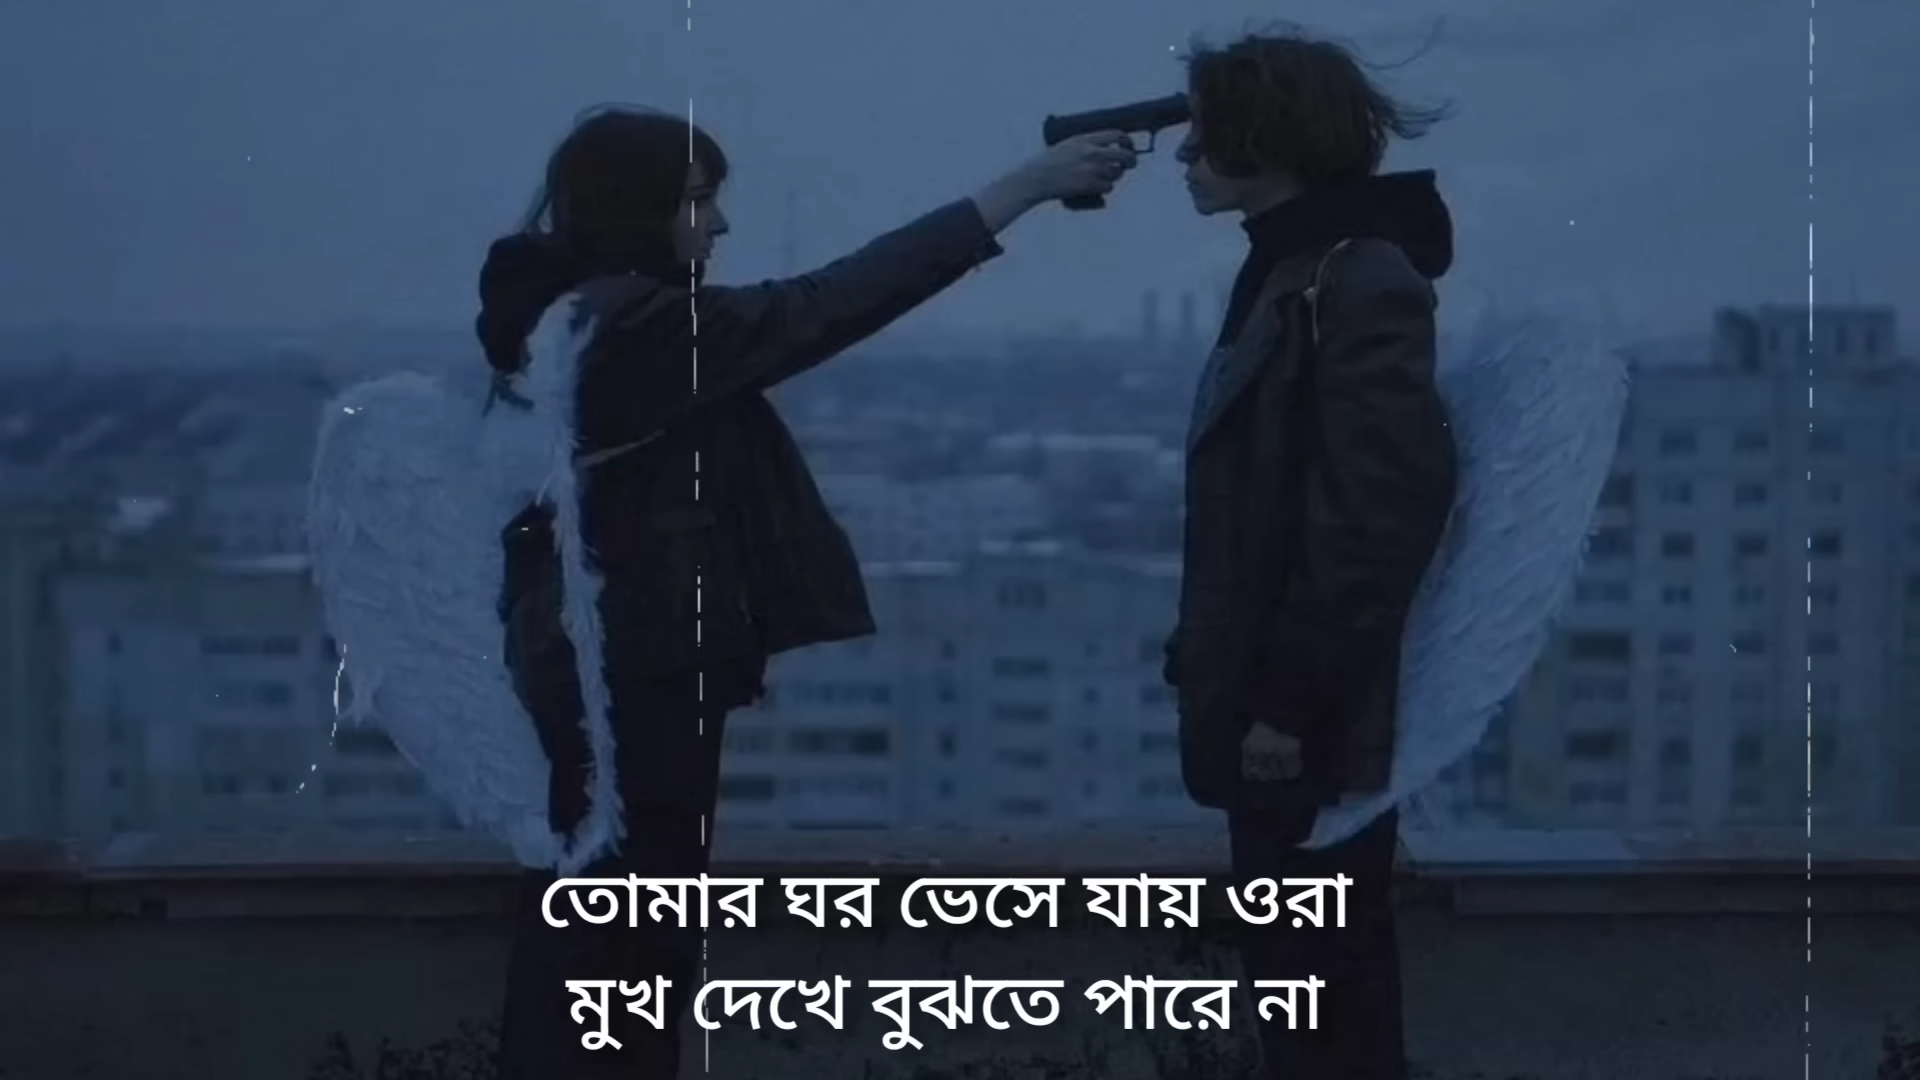 তোমার ঘর ভেসে যায় ওরা
মুখ দেখে বুঝতে পারে না